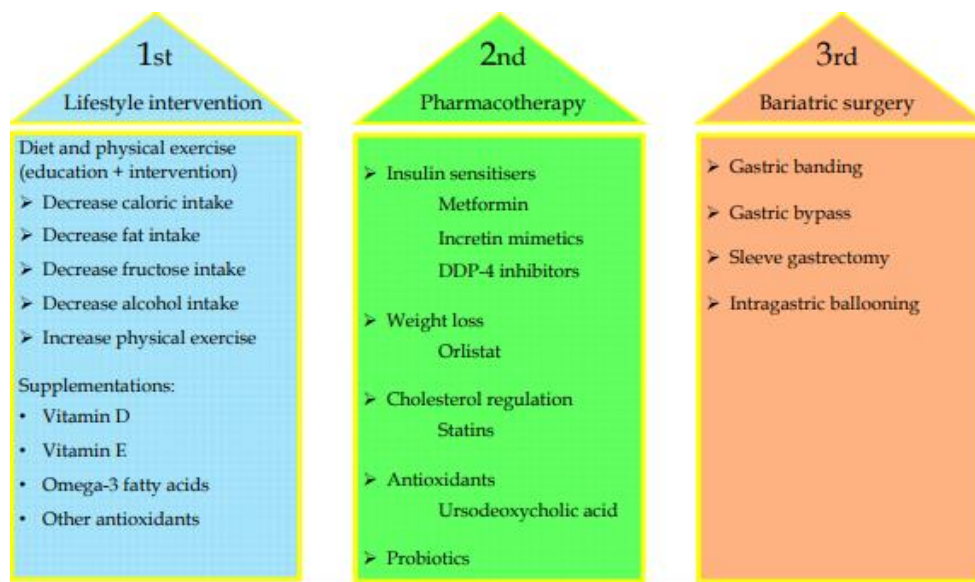 1st
Lifestyle intervention
Diet and physical exercise
(education + intervention)
➢ Decrease caloric intake
➢ Decrease fat intake
➢ Decrease fructose intake
➢ Decrease alcohol intake
➢ Increase physical exercise
Supplementations:
• Vitamin D
• Vitamin E
• Omega-3 fatty acids
• Other antioxidants
2nd
Pharmacotherapy
➢ Insulin sensitisers
Metformin
Incretin mimetics
DDP-4 inhibitors
➢ Weight loss
Orlistat
➢ Cholesterol regulation
Statins
➢ Antioxidants
Ursodeoxycholic acid
➢ Probiotics
3rd
Bariatric surgery
➢ Gastric banding
➢ Gastric bypass
➢ Sleeve gastrectomy
➢ Intragastric ballooning